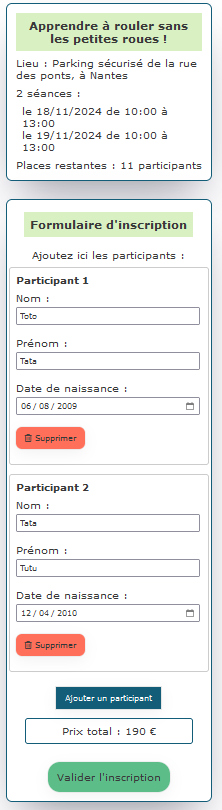 Apprendre à rouler sans
les petites roues !
Lieu : Parking sécurisé de la rue
des ponts, à Nantes
2 séances :
le 18/11/2024 de 10:00 à
13:00
le 19/11/2024 de 10:00 à
13:00
Places restantes : 11 participants
Formulaire d'inscription
Ajoutez ici les participants :
Participant 1
Nom :
Toto
Prénom :
Tata
Date de naissance :
06 / 08 / 2009
Supprimer
Participant 2
Nom :
Tata
Prénom :
Tutu
Date de naissance :
12 / 04 / 2010
Supprimer
Ajouter un participant
Prix total : 190 €
Valider l'inscription